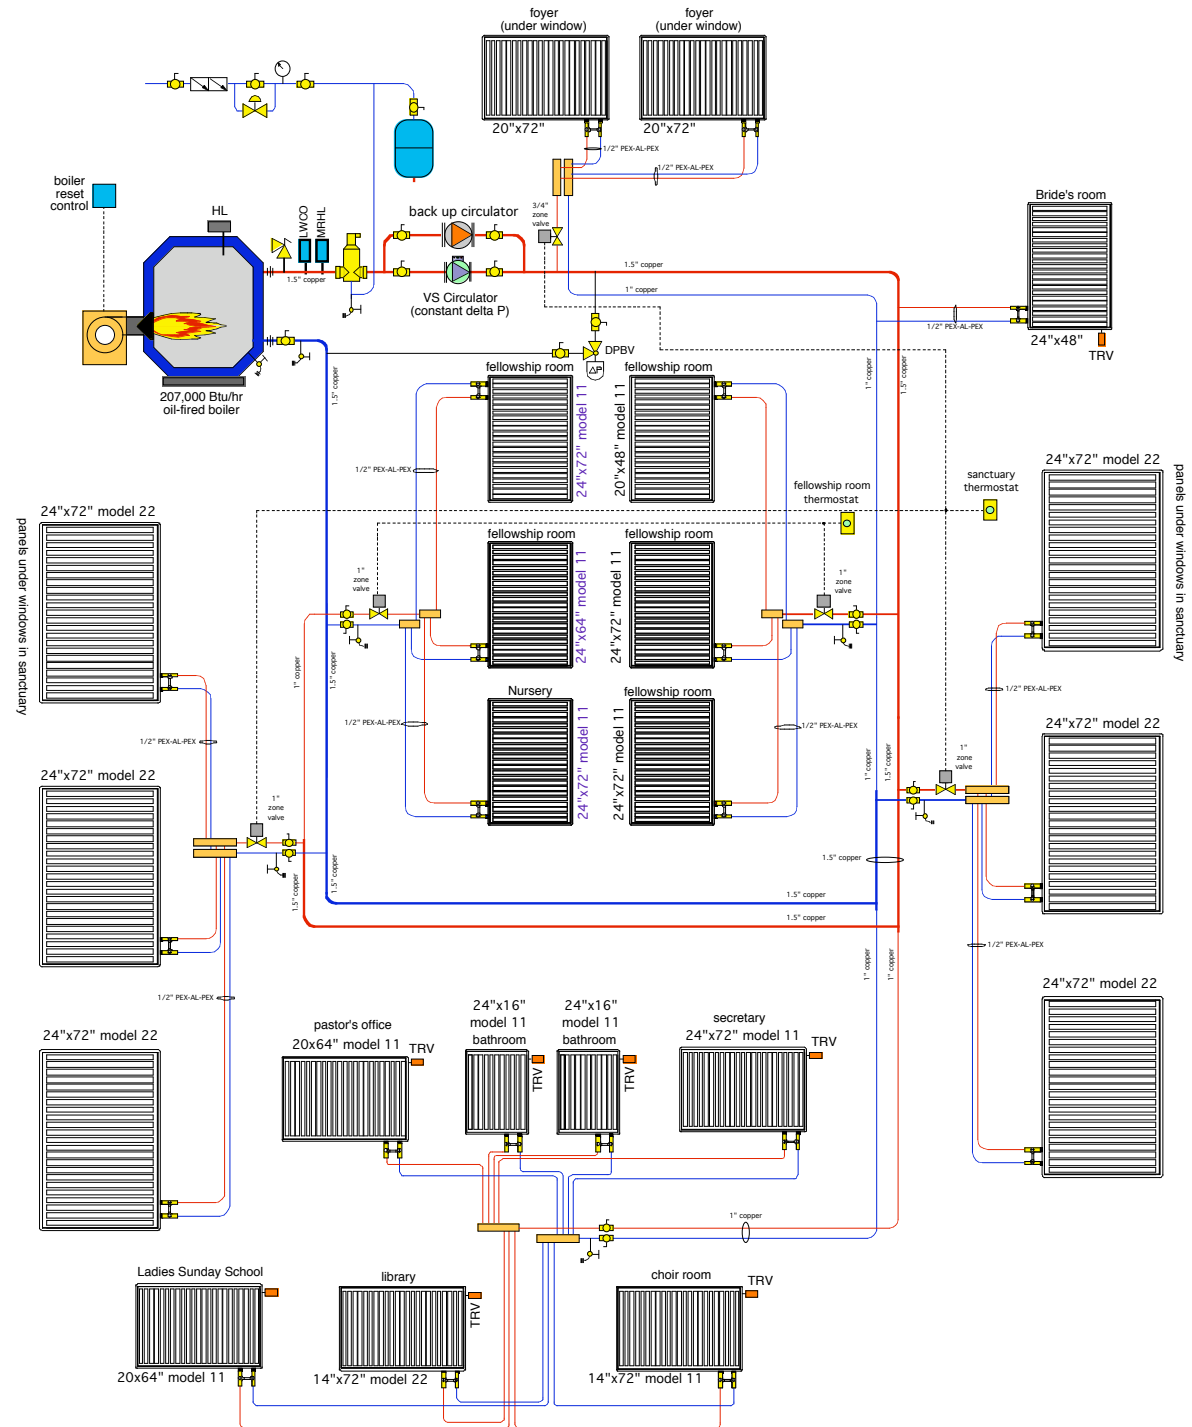 foyer
(under window)
foyer
(under window)
20"x72"
20"x72"
1/2" PEX-AL-PEX
1/2" PEX-AL-PEX
boiler
reset
control
HL
LWCO
MRHL
1.5" copper
back up circulator
VS Circulator
(constant delta P)
3/4"
zone
valve
1.5" copper
1" copper
Bride's room
1/2" PEX-AL-PEX
24"x48"
TRV
DPBV
ΔP
207,000 Btu/hr
oil-fired boiler
1.5" copper
1" copper
1.5" copper
fellowship room
24"x72" model 11
fellowship room
20"x48" model 11
1/2" PEX-AL-PEX
24"x72" model 22
panels under windows in sanctuary
sanctuary
thermostat
fellowship room
thermostat
24"x72" model 22
panels under windows in sanctuary
fellowship room
24"x64" model 11
fellowship room
24"x72" model 11
1"
zone
valve
1"
zone
valve
1" copper
1.5" copper
Nursery
24"x72" model 11
fellowship room
24"x72" model 11
1/2" PEX-AL-PEX
1/2" PEX-AL-PEX
1/2" PEX-AL-PEX
1/2" PEX-AL-PEX
24"x72" model 22
24"x72" model 22
1"
zone
valve
1"
zone
valve
1" copper
1.5" copper
1.5" copper
1.5" copper
1.5" copper
1.5" copper
1.5" copper
1/2" PEX-AL-PEX
1/2" PEX-AL-PEX
1" copper
1" copper
24"x72" model 22
24"x72" model 22
pastor's office
20x64" model 11
TRV
24"x16"
model 11
bathroom
TRV
24"x16"
model 11
bathroom
TRV
secretary
24"x72" model 11
TRV
1" copper
Ladies Sunday School
20x64" model 11
library
TRV
14"x72" model 22
choir room
TRV
14"x72" model 11